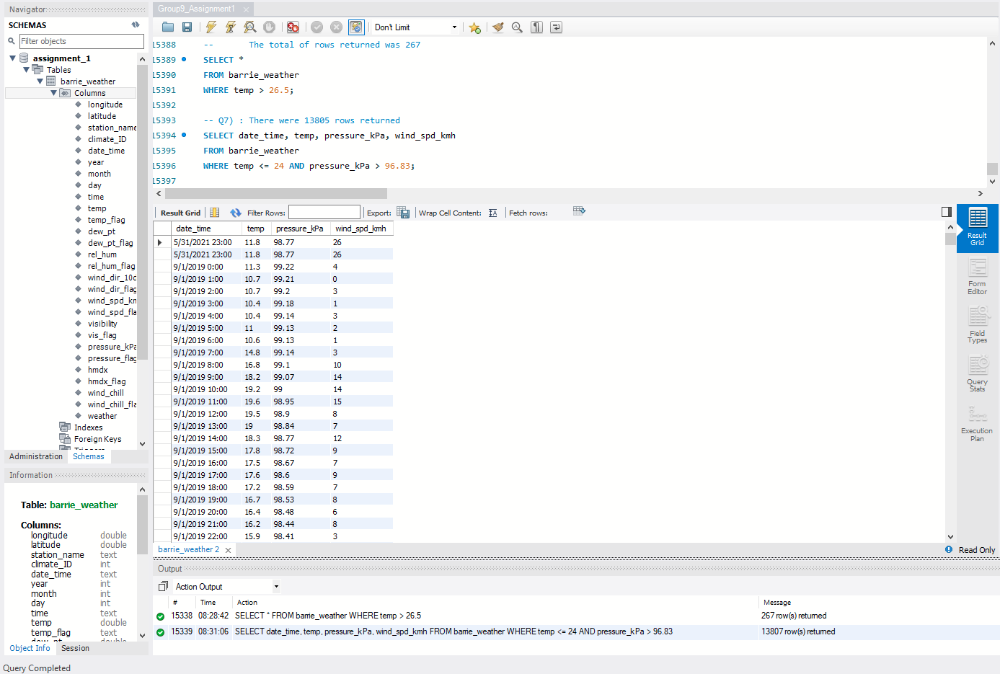 Navigator
SCHEMAS
Filter objects
assignment_1
Tables
barrie_weather
Columns
longitude
latitude
station_name
climate_ID
date_time
year
month
day
time
temp
temp_flag
dew_pt
dew_pt_flag
rel_hum
rel_hum_flag
wind_dir_10d
wind_dir_flag
wind_spd_kn
wind_spd_fla
visibility
vis_flag
pressure_kPa
pressure_flag
hmdx
hmdx_flag
wind_chill
wind_chill_fla
weather
Indexes
Foreign Keys
Administration Schemas
Information
Table: barrie_weather
Columns:
longitude double
latitude double
station_name text
climate_ID int
date_time text
year int
month int
day int
time text
temp double
temp_flag text
Object Info Session
Query Completed
Group9_Assignment1
Don't Limit
15388 -- The total of rows returned was 267
15389 SELECT *
15390 FROM barrie_weather
15391 WHERE temp > 26.5;
15392
15393 -- Q7) : There were 13805 rows returned
15394 SELECT date_time, temp, pressure_kPa, wind_spd_kmh
15395 FROM barrie_weather
15396 WHERE temp <= 24 AND pressure_kPa > 96.83;
15397
Result Grid Filter Rows: Export: Wrap Cell Content: Fetch rows:
date_time temp pressure_kPa wind_spd_kmh
5/31/2021 23:00 11.8 98.77 26
5/31/2021 23:00 11.8 98.77 26
9/1/2019 0:00 11.3 99.22 4
9/1/2019 1:00 10.7 99.21 0
9/1/2019 2:00 10.7 99.2 3
9/1/2019 3:00 10.4 99.18 1
9/1/2019 4:00 10.4 99.14 3
9/1/2019 5:00 11 99.13 2
9/1/2019 6:00 10.6 99.13 1
9/1/2019 7:00 14.8 99.14 3
9/1/2019 8:00 16.8 99.1 10
9/1/2019 9:00 18.2 99.07 14
9/1/2019 10:00 19.2 99 14
9/1/2019 11:00 19.6 98.95 15
9/1/2019 12:00 19.5 98.9 8
9/1/2019 13:00 19 98.84 7
9/1/2019 14:00 18.3 98.77 12
9/1/2019 15:00 17.8 98.72 9
9/1/2019 16:00 17.5 98.67 7
9/1/2019 17:00 17.6 98.6 9
9/1/2019 18:00 17.2 98.59 7
9/1/2019 19:00 16.7 98.53 8
9/1/2019 20:00 16.4 98.48 6
9/1/2019 21:00 16.2 98.44 8
9/1/2019 22:00 15.9 98.41 3
Result
Grid
Form
Editor
Field
Types
Query
Stats
Execution
Plan
barrie_weather 2
Read Only
Output
Action Output
# Time Action Message
15338 08:28:42 SELECT * FROM barrie_weather WHERE temp > 26.5 267 row(s) returned
15339 08:31:06 SELECT date_time, temp, pressure_kPa, wind_spd_kmh FROM barrie_weather WHERE temp <= 24 AND pressure_kPa > 96.83 13807 row(s) returned